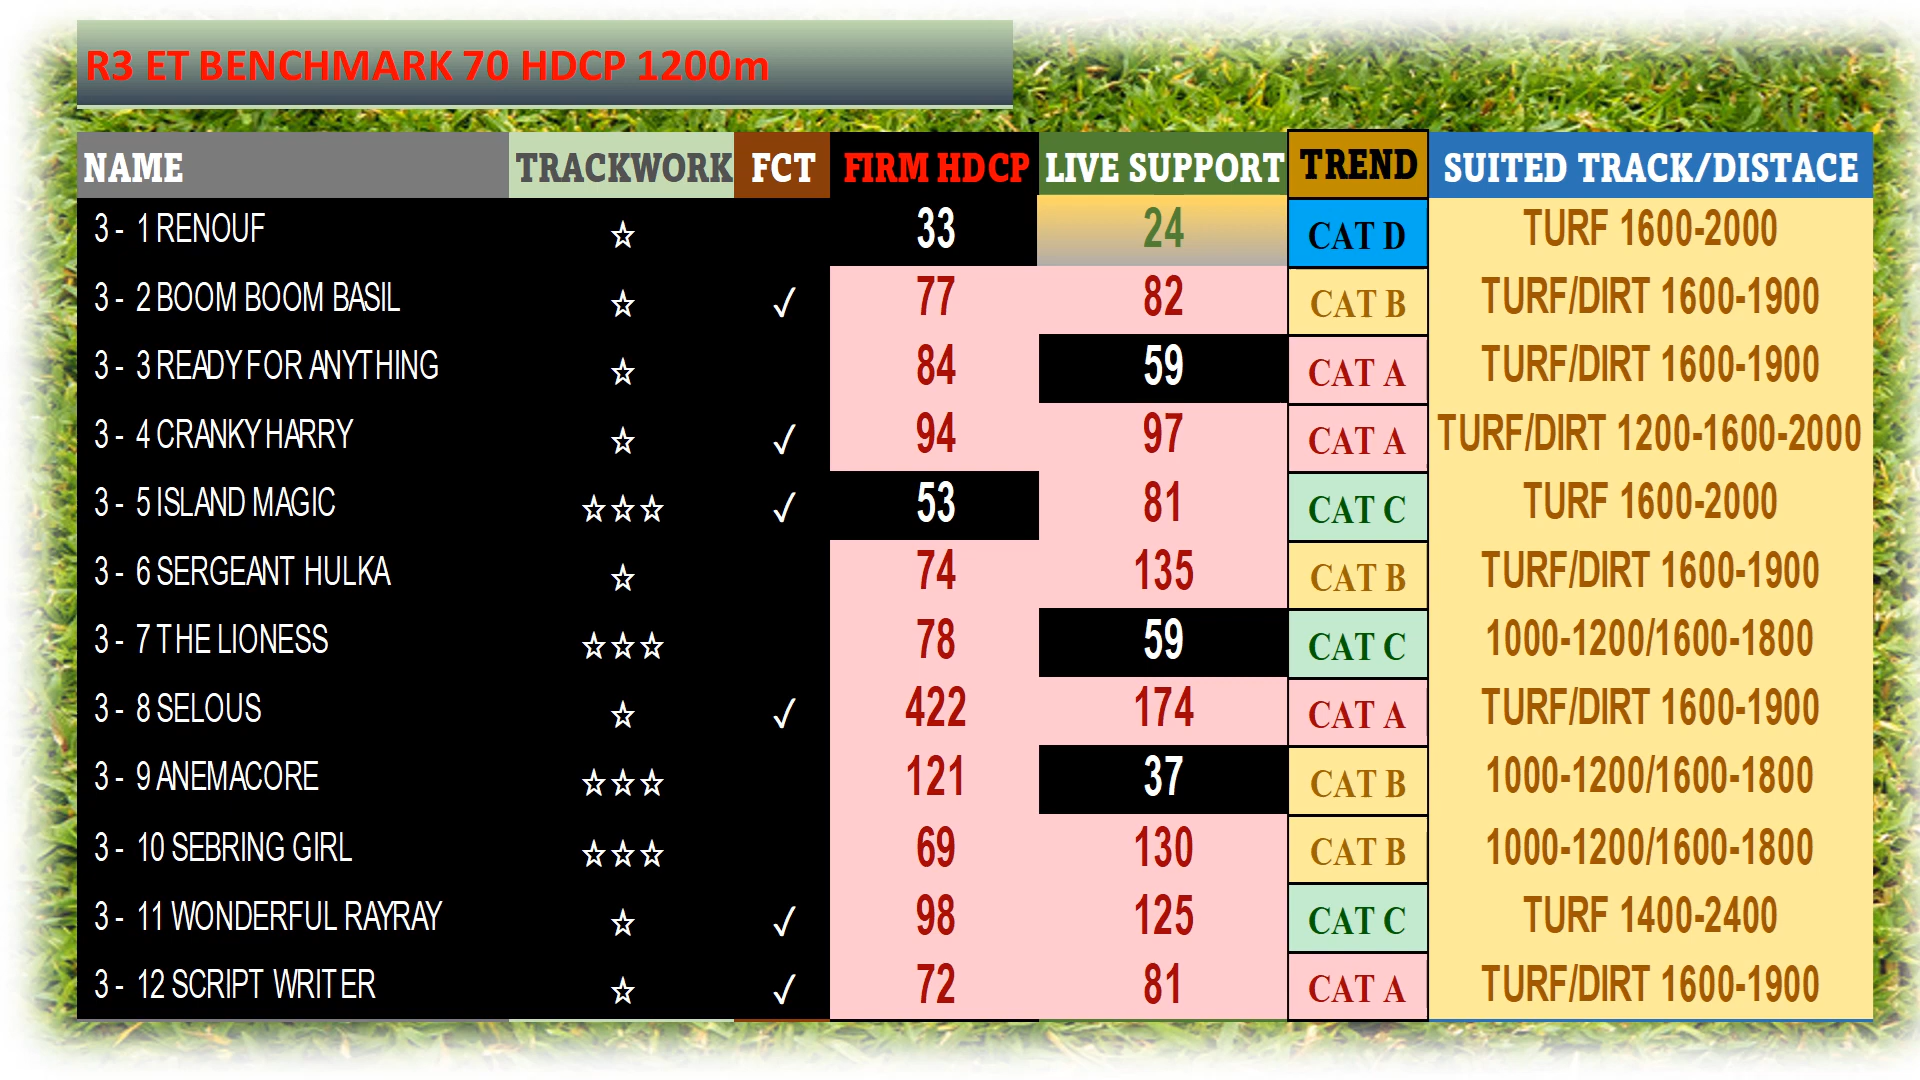 R3 ET BENCHMARK 70 HDCP 1200m
NAME TRACKWORK FCT FIRM HDCP LIVE SUPPORT TREND SUITED TRACK/DISTACE
3 - 1 RENOUF ☆ 33 24 CAT D TURF 1600-2000
3 - 2 BOOM BOOM BASIL ☆ ✓ 77 82 CAT B TURF/DIRT 1600-1900
3 - 3 READY FOR ANYTHING ☆ 84 59 CAT A TURF/DIRT 1600-1900
3 - 4 CRANKY HARRY ☆ ✓ 94 97 CAT A TURF/DIRT 1200-1600-2000
3 - 5 ISLAND MAGIC ☆☆☆ ✓ 53 81 CAT C TURF 1600-2000
3 - 6 SERGEANT HULKA ☆ 74 135 CAT B TURF/DIRT 1600-1900
3 - 7 THE LIONESS ☆☆☆ 78 59 CAT C 1000-1200/1600-1800
3 - 8 SELOUS ☆ ✓ 422 174 CAT A TURF/DIRT 1600-1900
3 - 9 ANEMACORE ☆☆☆ 121 37 CAT B 1000-1200/1600-1800
3 - 10 SEBRING GIRL ☆☆☆ 69 130 CAT B 1000-1200/1600-1800
3 - 11 WONDERFUL RAYRAY ☆ ✓ 98 125 CAT C TURF 1400-2400
3 - 12 SCRIPT WRITER ☆ ✓ 72 81 CAT A TURF/DIRT 1600-1900